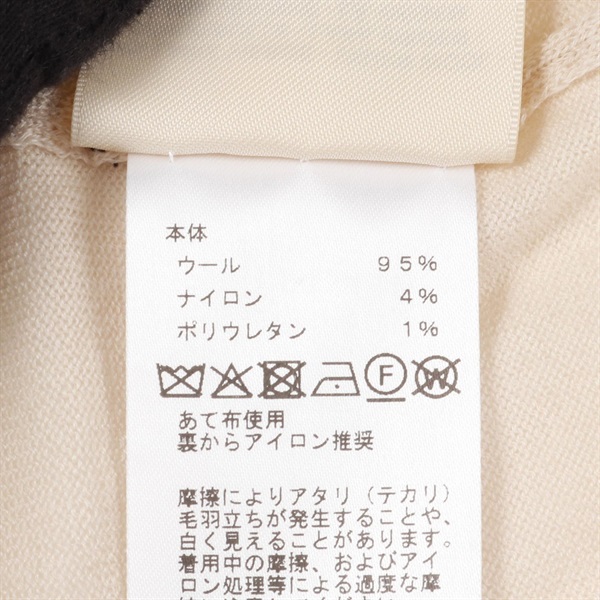 本体
ウール 95%
ナイロン 4%
ポリウレタン 1%
F W
あて布使用
裏からアイロン推奨
摩擦によりアタリ(テカリ)
毛羽立ちが発生することや、
白く見えることがあります。
着用中の摩擦、およびアイ
ロン処理等による過度な摩